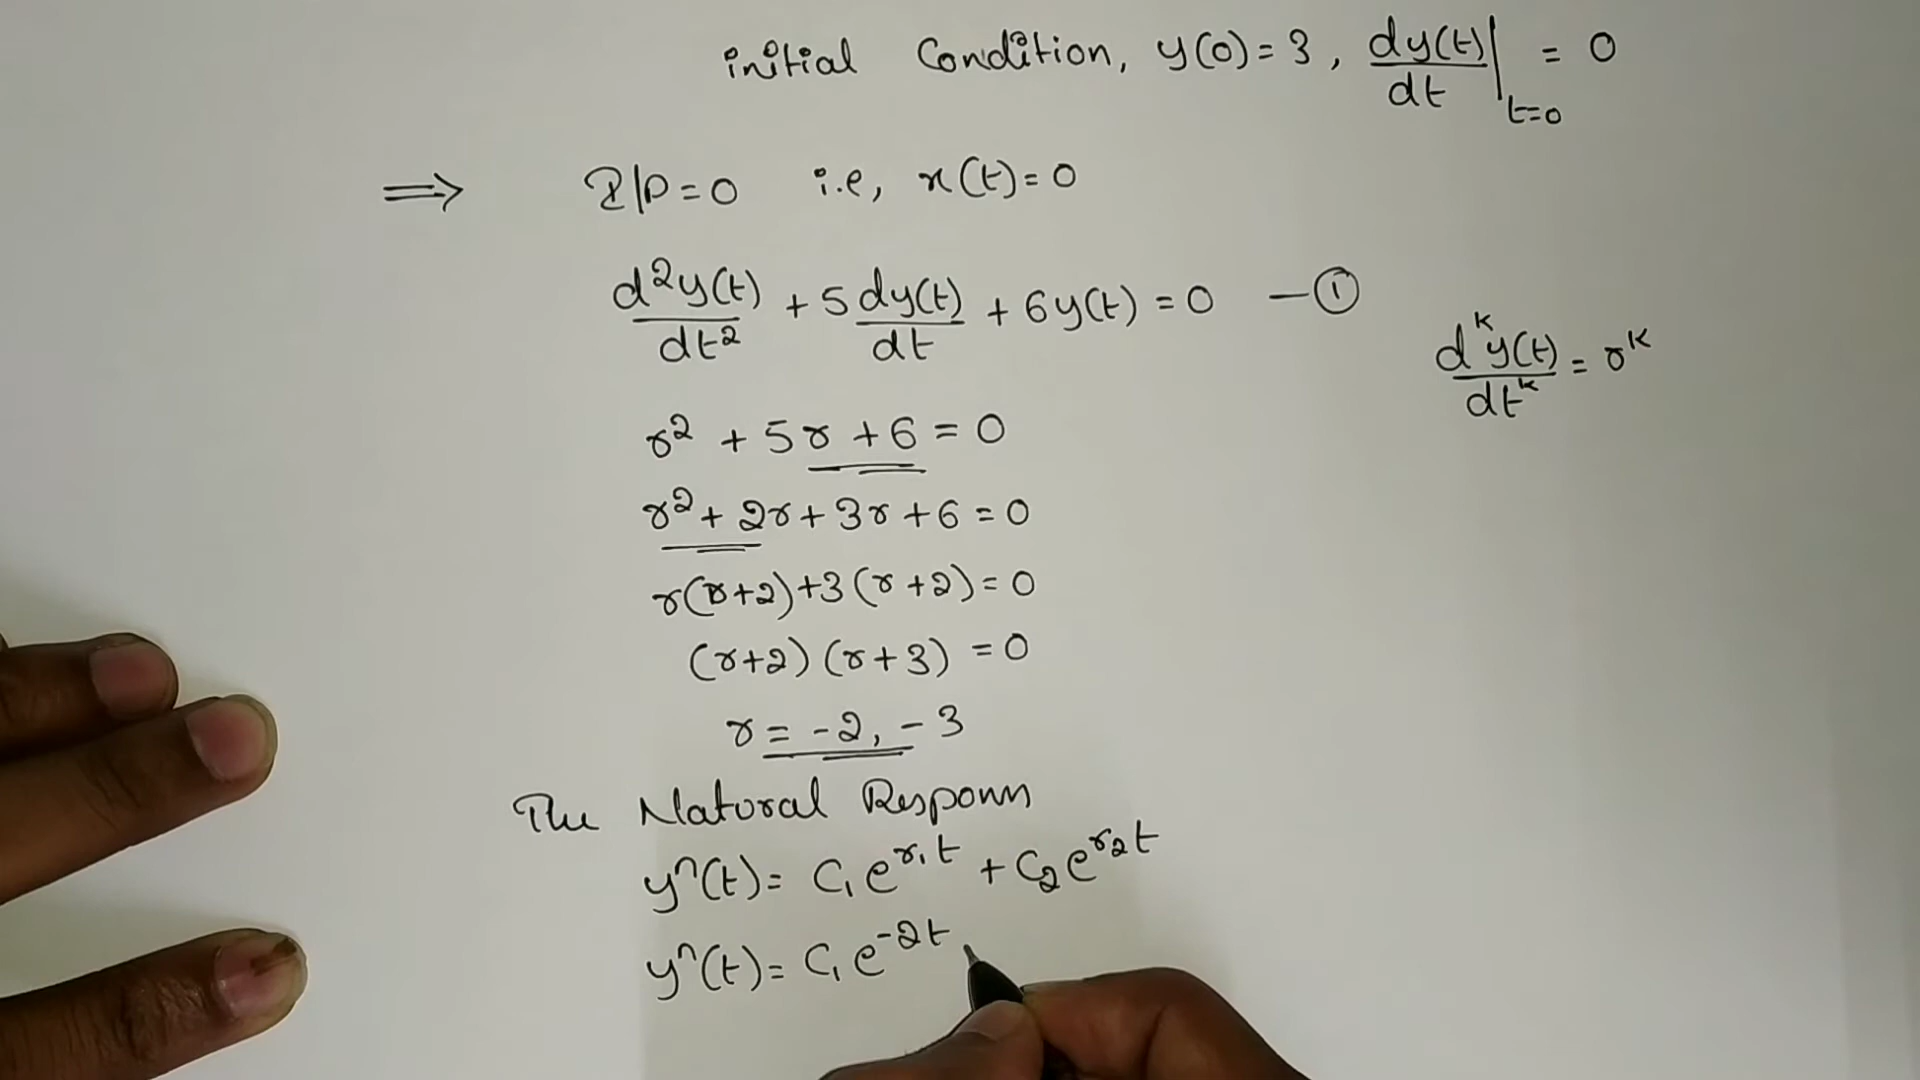 initial Condition, y(0)=3, dy(t)/dt|t=0 = 0
⟹ I/P=0 i.e, x(t)=0
d²y(t)/dt² + 5 dy(t)/dt + 6y(t) = 0 —①
d^k y(t)/dt^k = r^k
r² + 5r + 6 = 0
r² + 2r + 3r + 6 = 0
r(r+2)+3(r+2)=0
(r+2)(r+3) = 0
r = -2, -3
The Natural Respons
yⁿ(t) = C₁e^r₁t + C₂e^r₂t
yⁿ(t) = C₁e^-2t